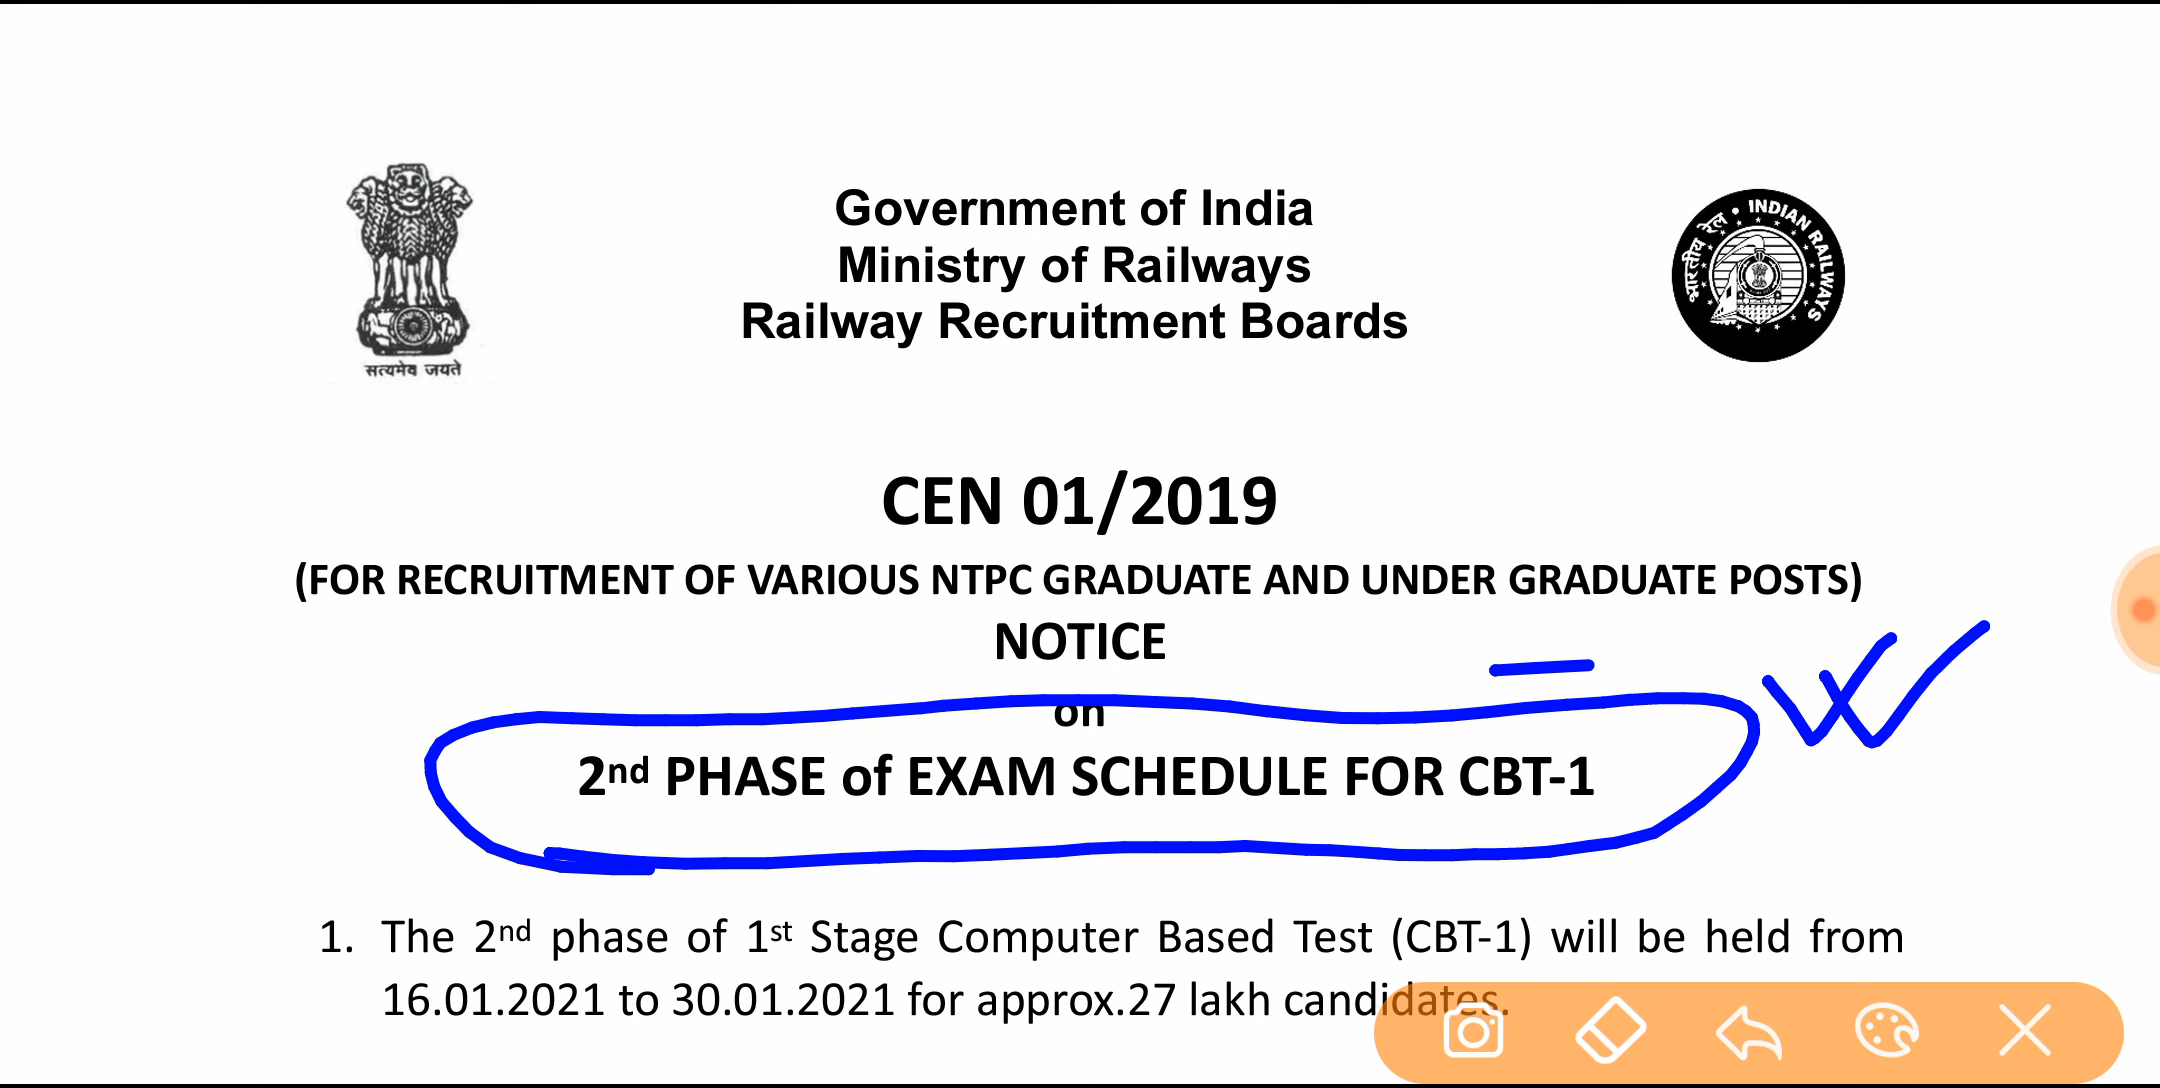 सत्यमेव जयते
Government of India
Ministry of Railways
Railway Recruitment Boards
भारतीय रेल • INDIAN RAILWAYS
CEN 01/2019
(FOR RECRUITMENT OF VARIOUS NTPC GRADUATE AND UNDER GRADUATE POSTS)
NOTICE
on
2nd PHASE of EXAM SCHEDULE FOR CBT-1
1. The 2nd phase of 1st Stage Computer Based Test (CBT-1) will be held from
16.01.2021 to 30.01.2021 for approx.27 lakh candidates.